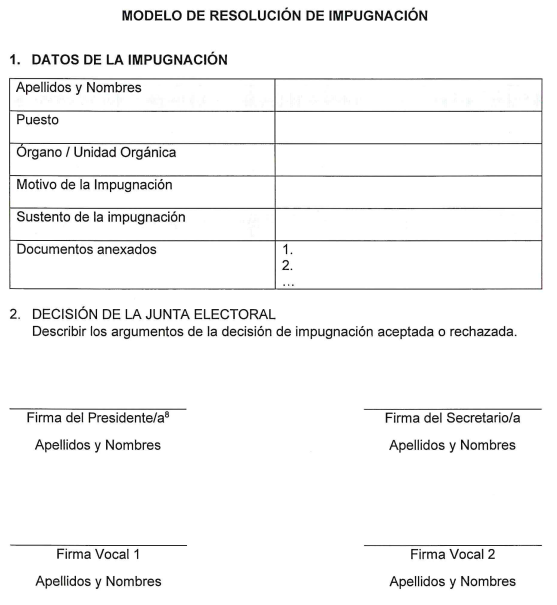 MODELO DE RESOLUCIÓN DE IMPUGNACIÓN
1. DATOS DE LA IMPUGNACIÓN
Apellidos y Nombres
Puesto
Órgano / Unidad Orgánica
Motivo de la Impugnación
Sustento de la impugnación
Documentos anexados 1.
2.
...
2. DECISIÓN DE LA JUNTA ELECTORAL
Describir los argumentos de la decisión de impugnación aceptada o rechazada.
Firma del Presidente/a⁸ Firma del Secretario/a
Apellidos y Nombres Apellidos y Nombres
Firma Vocal 1 Firma Vocal 2
Apellidos y Nombres Apellidos y Nombres